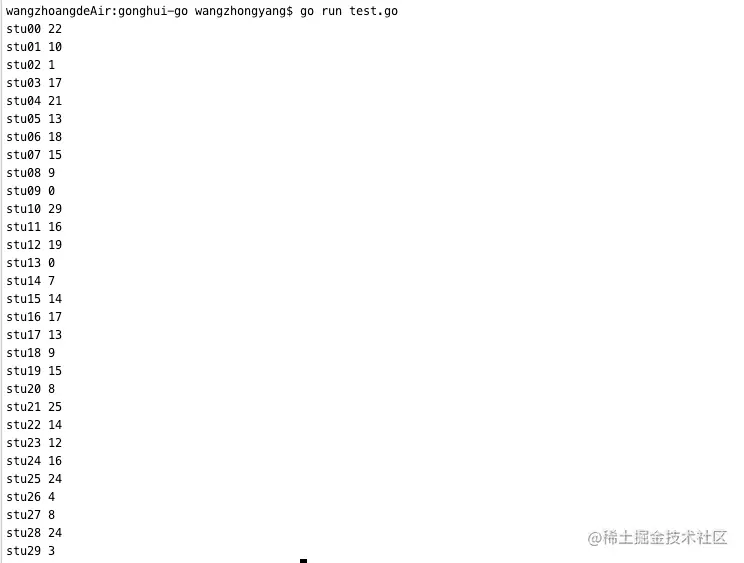 wangzhoangdeAir:gonghui-go wangzhongyang$ go run test.go
stu00 22
stu01 10
stu02 1
stu03 17
stu04 21
stu05 13
stu06 18
stu07 15
stu08 9
stu09 0
stu10 29
stu11 16
stu12 19
stu13 0
stu14 7
stu15 14
stu16 17
stu17 13
stu18 9
stu19 15
stu20 8
stu21 25
stu22 14
stu23 12
stu24 16
stu25 24
stu26 4
stu27 8
stu28 24
stu29 3
@稀土掘金技术社区